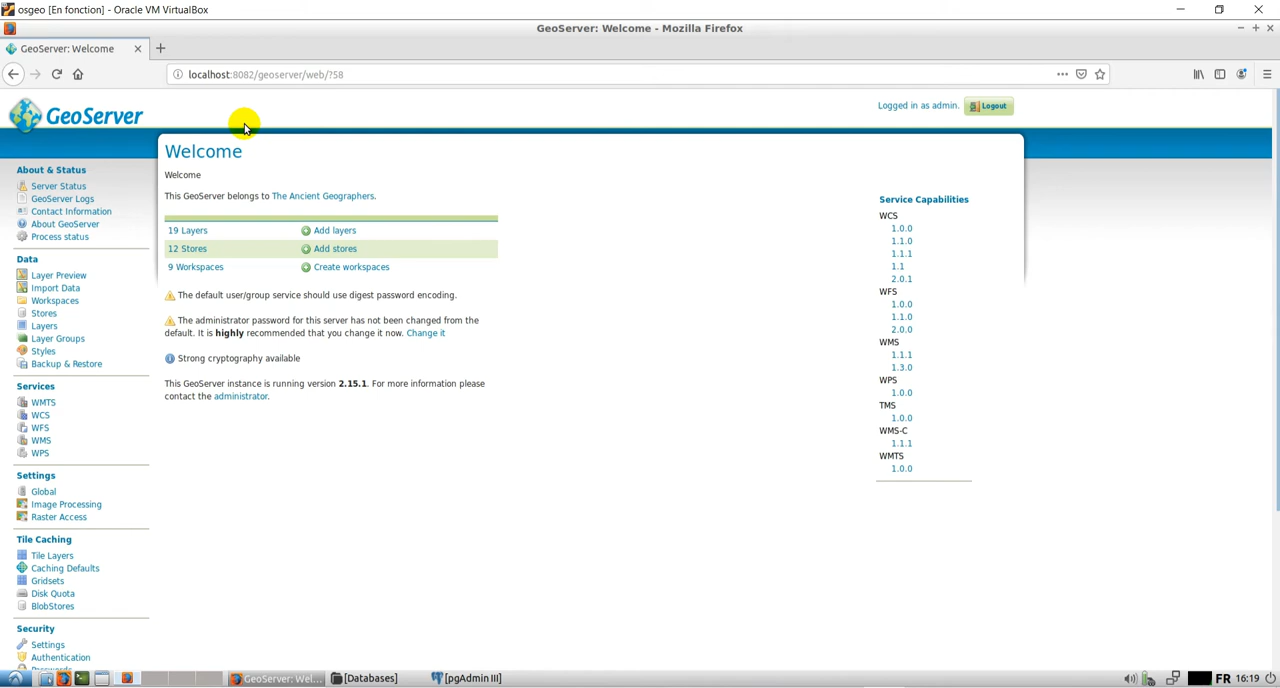 osgeo [En fonction] - Oracle VM VirtualBox
GeoServer: Welcome - Mozilla Firefox
GeoServer: Welcome
localhost:8082/geoserver/web/?58
GeoServer
Logged in as admin. Logout
Welcome
Welcome
This GeoServer belongs to The Ancient Geographers.
19 Layers Add layers
12 Stores Add stores
9 Workspaces Create workspaces
The default user/group service should use digest password encoding.
The administrator password for this server has not been changed from the
default. It is highly recommended that you change it now. Change it
Strong cryptography available
This GeoServer instance is running version 2.15.1. For more information please
contact the administrator.
About & Status
Server Status
GeoServer Logs
Contact Information
About GeoServer
Process status
Data
Layer Preview
Import Data
Workspaces
Stores
Layers
Layer Groups
Styles
Backup & Restore
Services
WMTS
WCS
WFS
WMS
WPS
Settings
Global
Image Processing
Raster Access
Tile Caching
Tile Layers
Caching Defaults
Gridsets
Disk Quota
BlobStores
Security
Settings
Authentication
Passwords
Service Capabilities
WCS
1.0.0
1.1.0
1.1.1
1.1
2.0.1
WFS
1.0.0
1.1.0
2.0.0
WMS
1.1.1
1.3.0
WPS
1.0.0
TMS
1.0.0
WMS-C
1.1.1
WMTS
1.0.0
GeoServer: Wel... [Databases] [pgAdmin III] FR 16:19